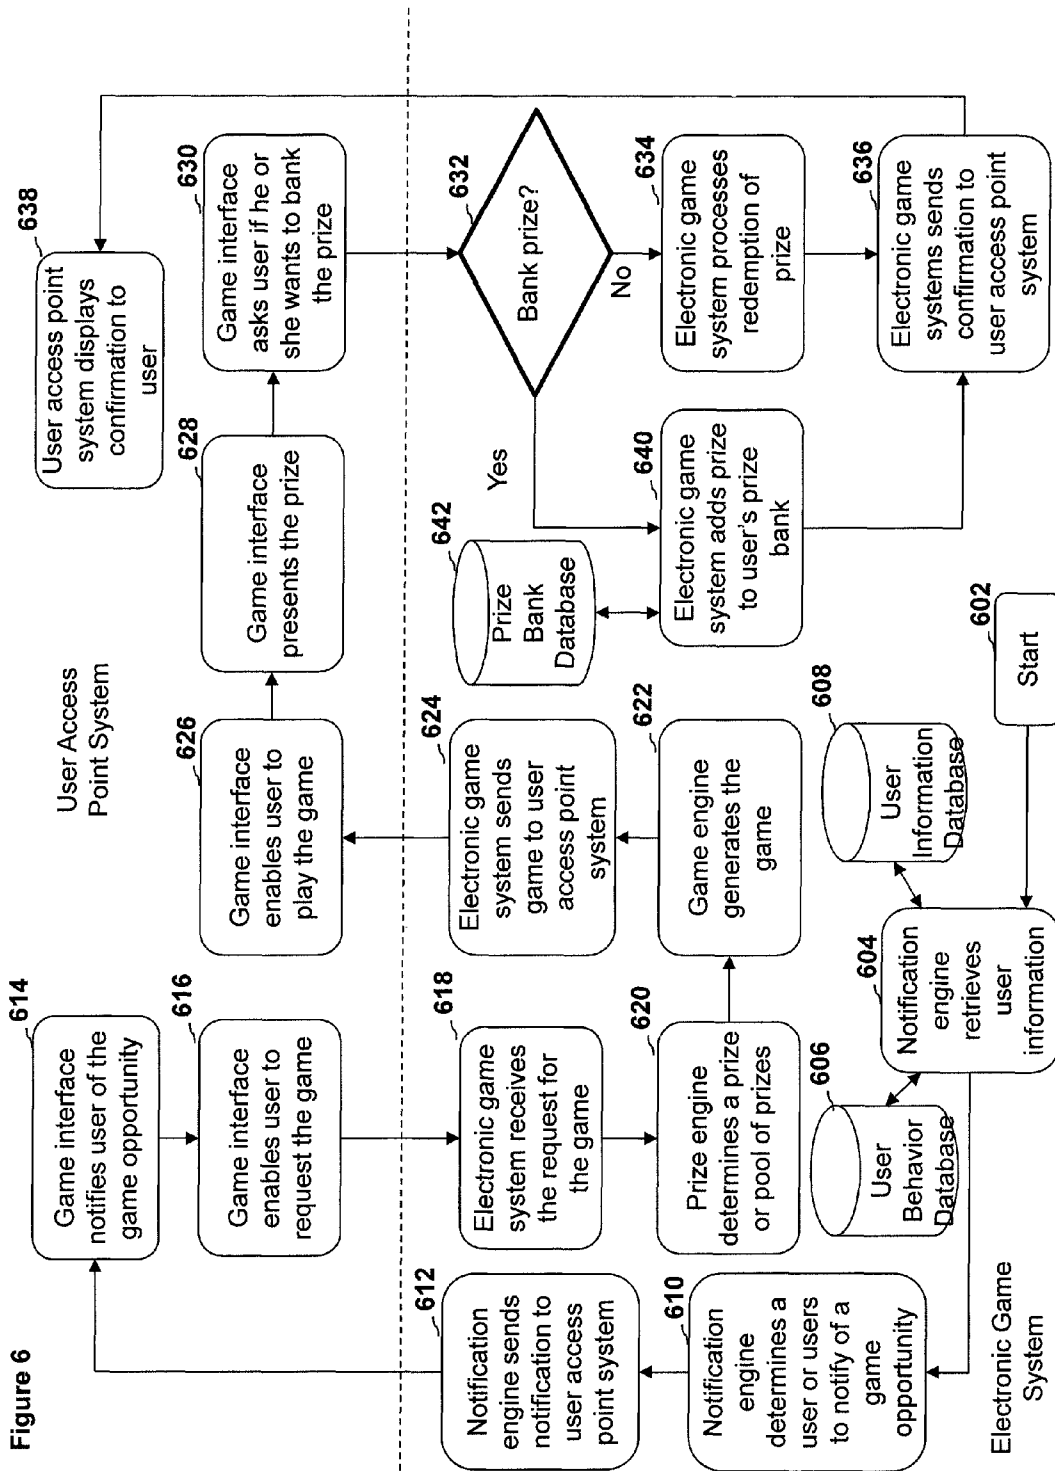 Figure 6
User Access
Point System
614
Game interface
notifies user of the
game opportunity
616
Game interface
enables user to
request the game
626
Game interface
enables user to
play the game
628
Game interface
presents the prize
630
Game interface
asks user if he or
she wants to bank
the prize
638
User access point
system displays
confirmation to
user
612
Notification
engine sends
notification to
user access
point system
610
Notification
engine
determines a
user or users
to notify of a
game
opportunity
618
Electronic game
system receives
the request for
the game
620
Prize engine
determines a prize
or pool of prizes
624
Electronic game
system sends
game to user
access point
system
622
Game engine
generates the
game
642
Prize
Bank
Database
Yes
640
Electronic game
system adds prize
to user's prize
bank
632
Bank prize?
No
634
Electronic game
system processes
redemption of
prize
636
Electronic game
systems sends
confirmation to
user access point
system
606
User
Behavior
Database
604
Notification
engine
retrieves
user
information
608
User
Information
Database
602
Start
Electronic Game
System